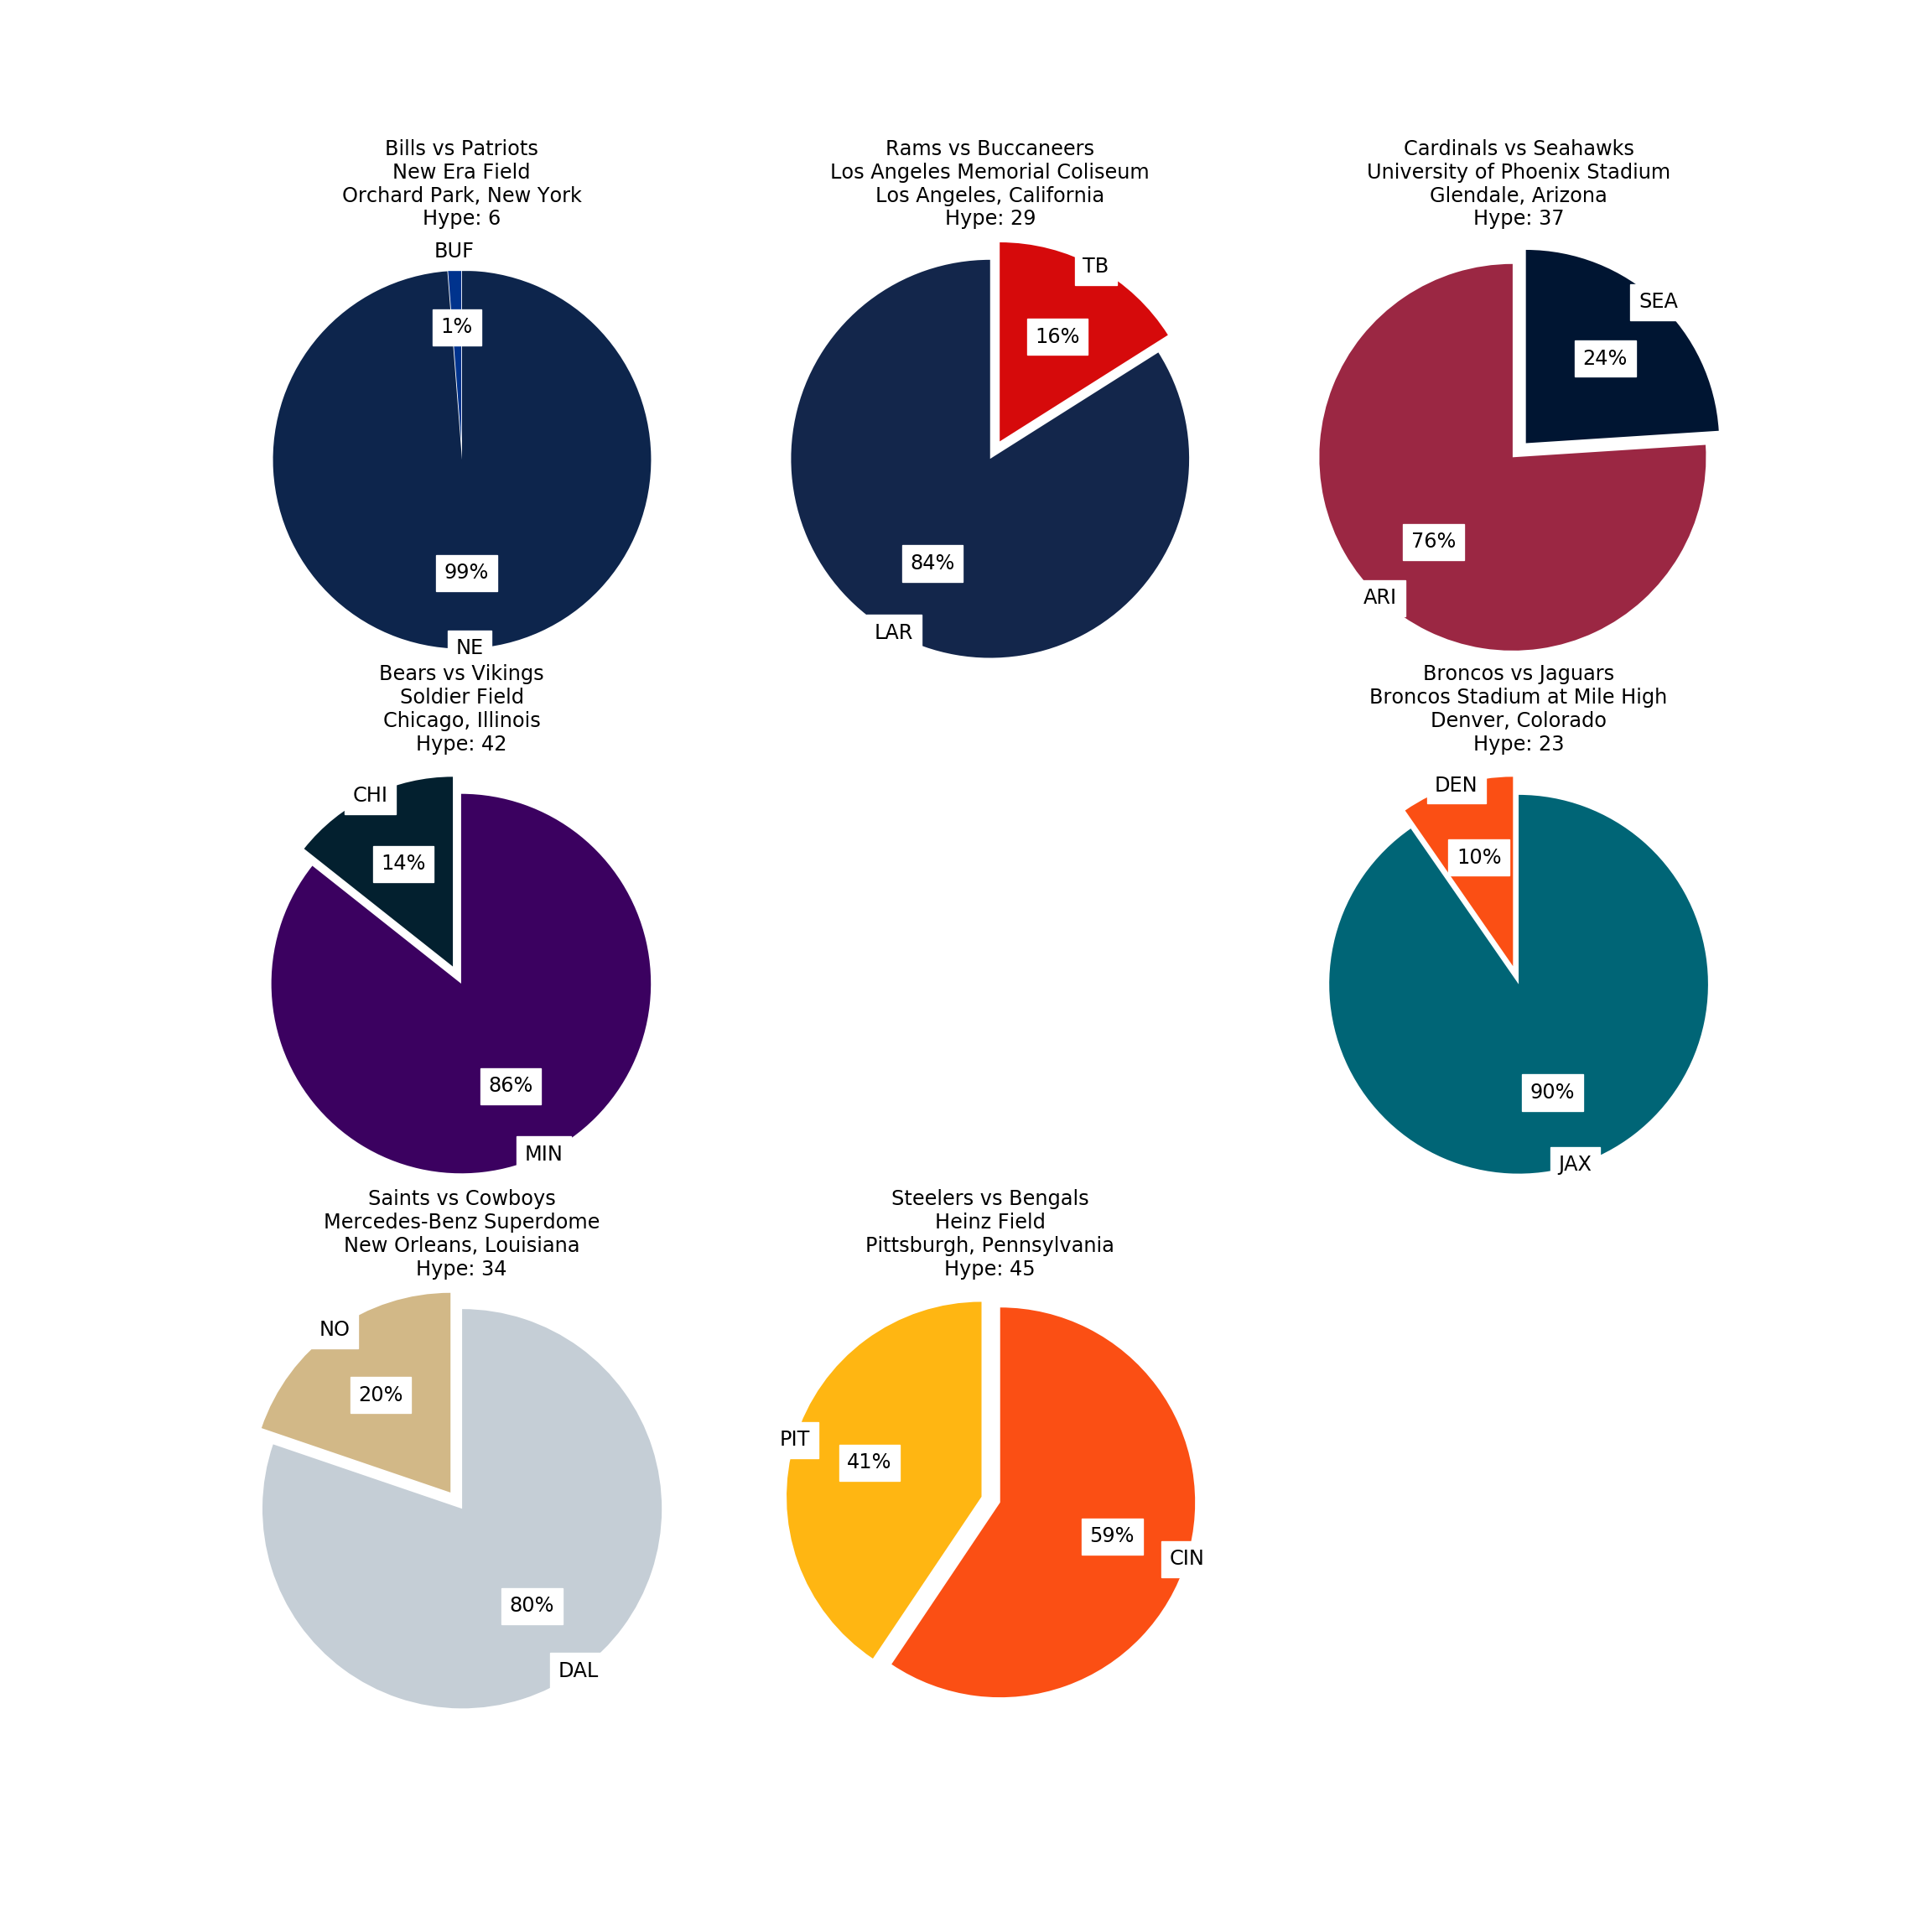 Bills vs Patriots
New Era Field
Orchard Park, New York
Hype: 6
BUF
1%
99%
NE
Rams vs Buccaneers
Los Angeles Memorial Coliseum
Los Angeles, California
Hype: 29
TB
16%
84%
LAR
Cardinals vs Seahawks
University of Phoenix Stadium
Glendale, Arizona
Hype: 37
SEA
24%
76%
ARI
Bears vs Vikings
Soldier Field
Chicago, Illinois
Hype: 42
CHI
14%
86%
MIN
Broncos vs Jaguars
Broncos Stadium at Mile High
Denver, Colorado
Hype: 23
DEN
10%
90%
JAX
Saints vs Cowboys
Mercedes-Benz Superdome
New Orleans, Louisiana
Hype: 34
NO
20%
80%
DAL
Steelers vs Bengals
Heinz Field
Pittsburgh, Pennsylvania
Hype: 45
PIT
41%
59%
CIN